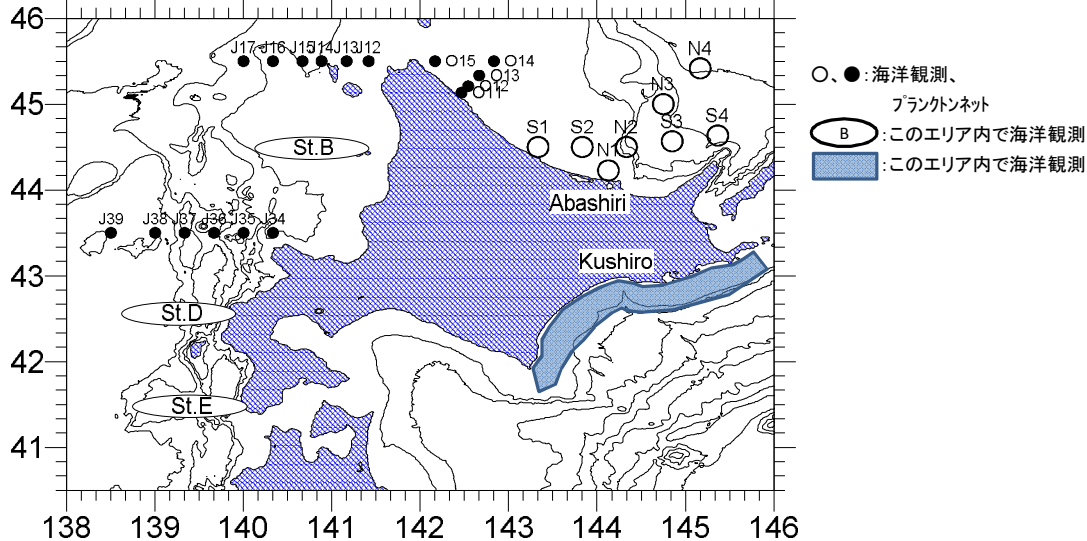 46
J17 J16 J15 J14 J13 J12
O15 O14
O13
O12
O11
N4
45
N3
S1 S2 N2 S3 S4
N1
St.B
44
Abashiri
J39 J38 J37 J36 J35 J34
Kushiro
43
St.D
42
St.E
41
138 139 140 141 142 143 144 145 146
○、●:海洋観測、
プランクトンネット
B :このエリア内で海洋観測
:このエリア内で海洋観測